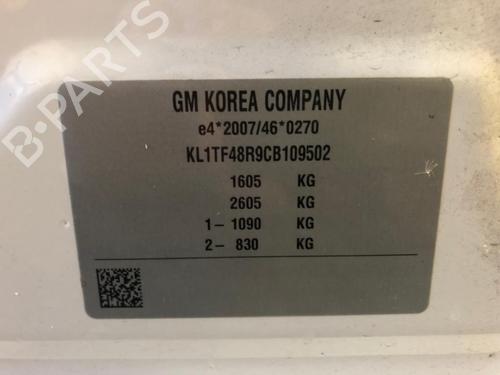 B-PARTS
GM KOREA COMPANY
e4*2007/46*0270
KL1TF48R9CB109502
1605 KG
2605 KG
1– 1090 KG
2– 830 KG